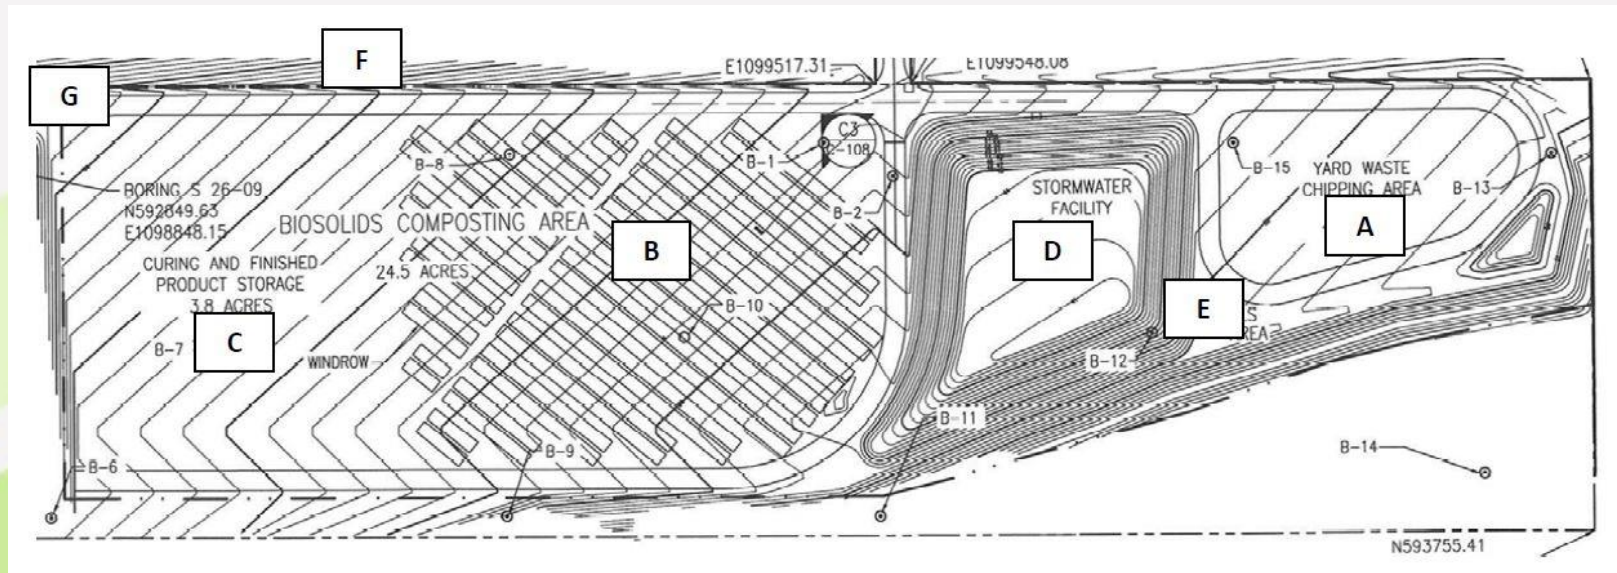 F
G
E1099517.31
E1099548.08
C3
C-108
B-8
B-1
B-15
YARD WASTE
CHIPPING AREA
B-13
BORING S 26-09
N592849.63
E1098848.15
BIOSOLIDS COMPOSTING AREA
24.5 ACRES
B-2
STORMWATER
FACILITY
A
B
D
CURING AND FINISHED
PRODUCT STORAGE
3.8 ACRES
C
B-10
E
B-7
WINDROW
B-12
B-11
B-6
B-9
B-14
N593755.41